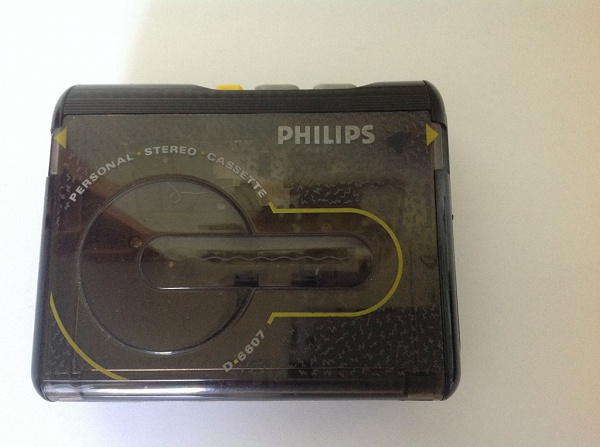 PHILIPS
PERSONAL · STEREO · CASSETTE
D·6607